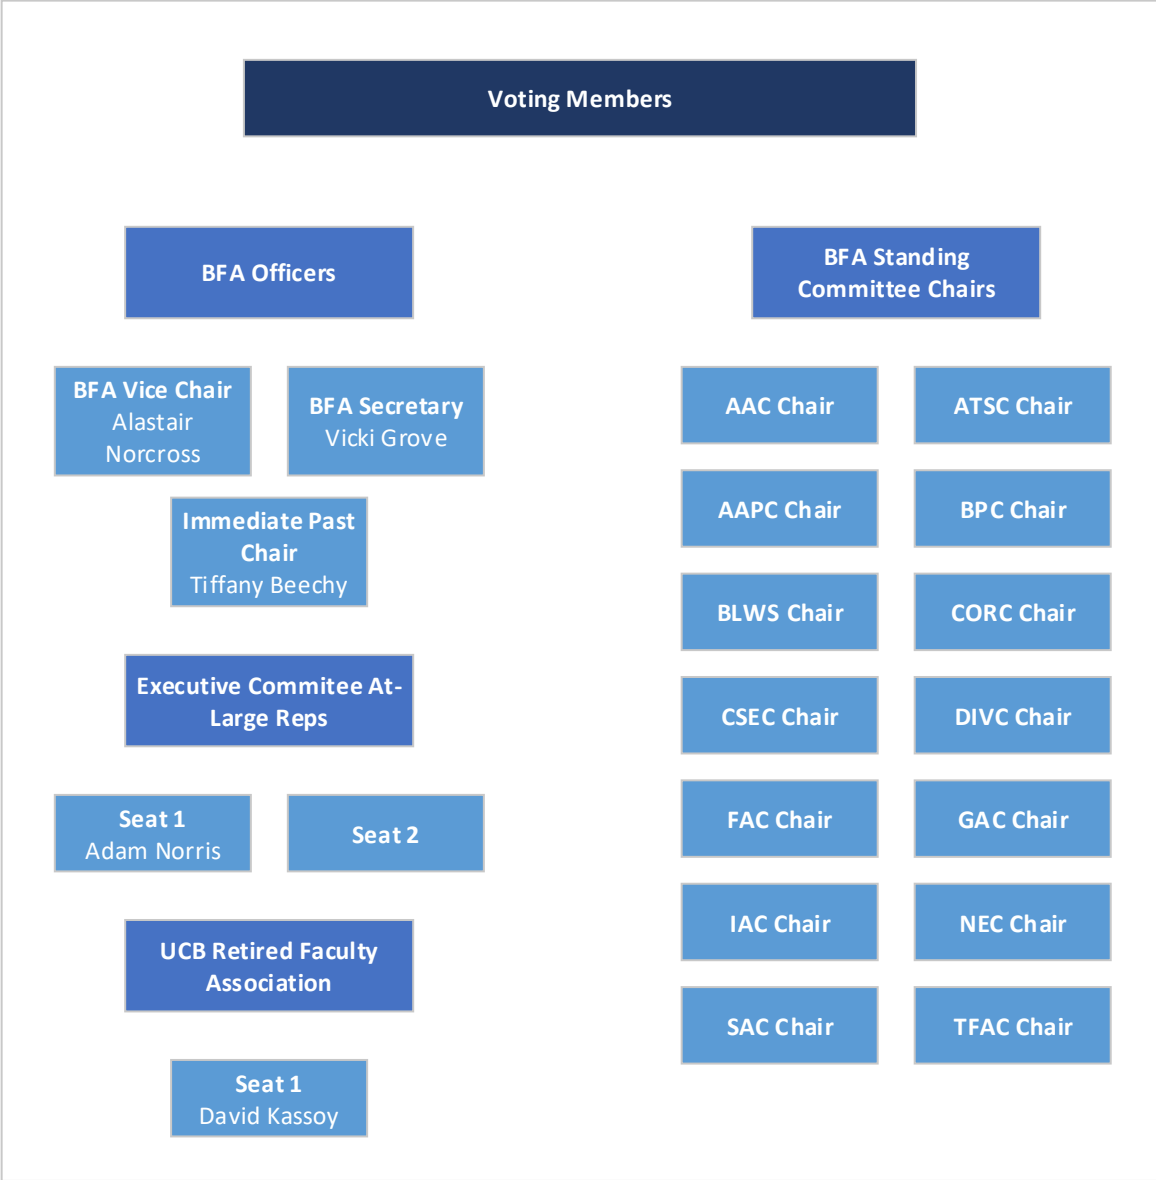 Voting Members
BFA Officers
BFA Vice Chair
Alastair
Norcross
BFA Secretary
Vicki Grove
Immediate Past
Chair
Tiffany Beechy
Executive Commitee At-
Large Reps
Seat 1
Adam Norris
Seat 2
UCB Retired Faculty
Association
Seat 1
David Kassoy
BFA Standing
Committee Chairs
AAC Chair
ATSC Chair
AAPC Chair
BPC Chair
BLWS Chair
CORC Chair
CSEC Chair
DIVC Chair
FAC Chair
GAC Chair
IAC Chair
NEC Chair
SAC Chair
TFAC Chair